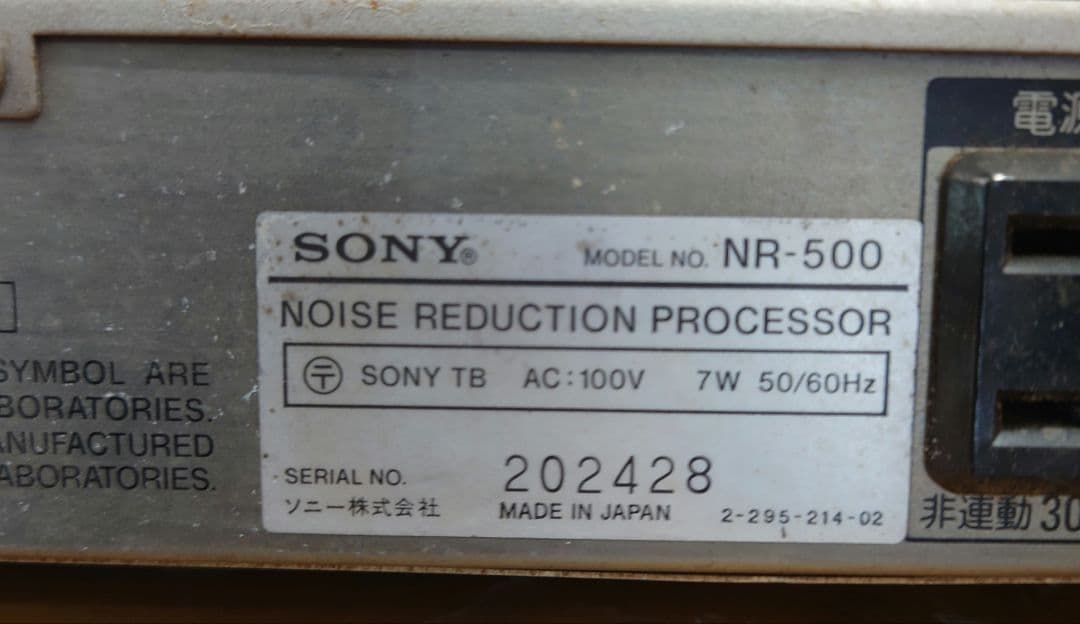 SYMBOL ARE
BORATORIES.
ANUFACTURED
ABORATORIES.
SONY® MODEL NO. NR-500
NOISE REDUCTION PROCESSOR
〶 SONY TB AC:100V 7W 50/60Hz
SERIAL NO. 202428
ソニー株式会社 MADE IN JAPAN 2-295-214-02
電源
非連動30